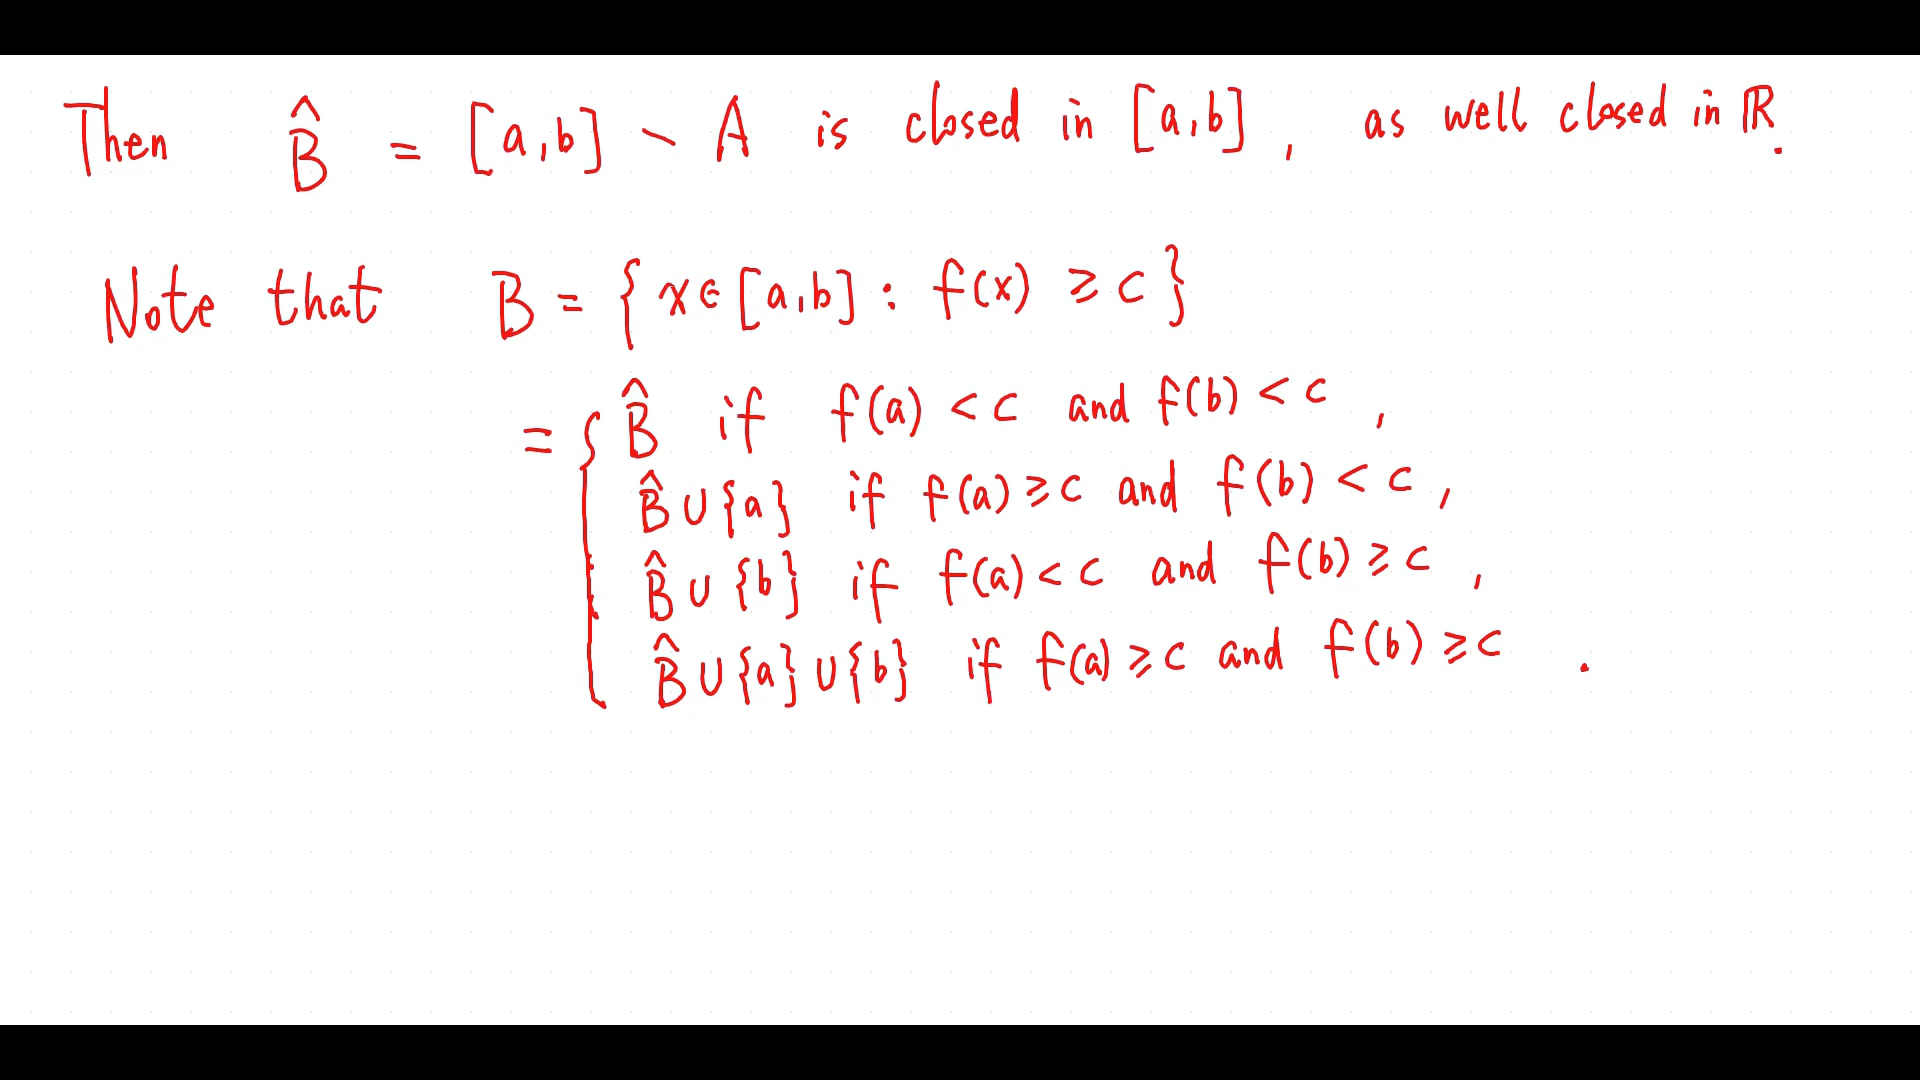 Then B̂ = [a,b] ∖ A is closed in [a,b], as well closed in ℝ.
Note that B = {x∈[a,b] : f(x) ≥ c}
= { B̂ if f(a) < c and f(b) < c ,
B̂ ∪ {a} if f(a) ≥ c and f(b) < c ,
B̂ ∪ {b} if f(a) < c and f(b) ≥ c ,
B̂ ∪ {a} ∪ {b} if f(a) ≥ c and f(b) ≥ c .